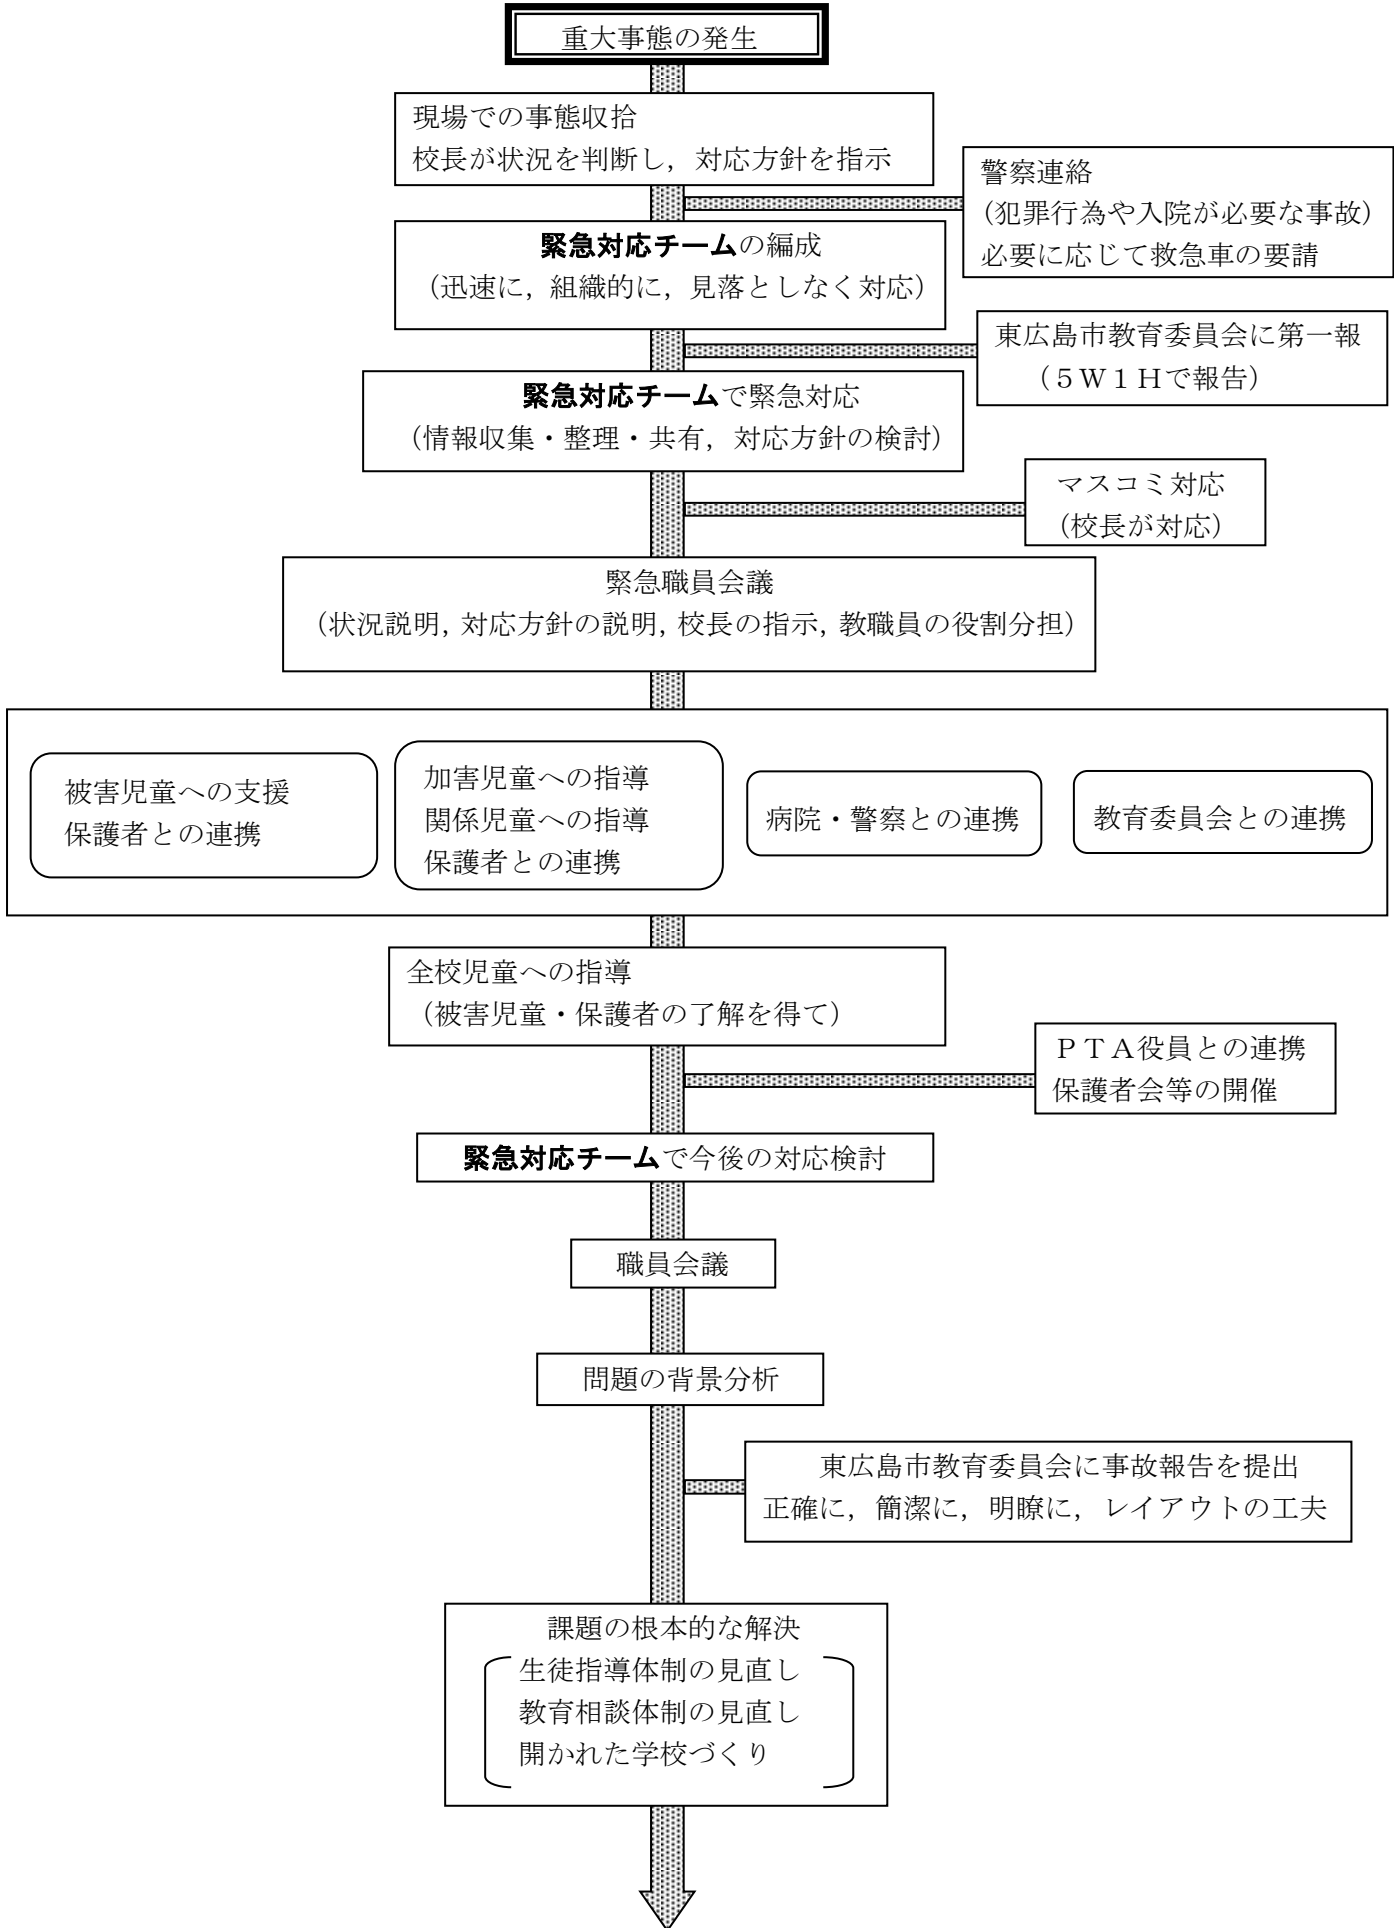 重大事態の発生
現場での事態収拾
校長が状況を判断し，対応方針を指示
警察連絡
（犯罪行為や入院が必要な事故）
必要に応じて救急車の要請
緊急対応チームの編成
（迅速に，組織的に，見落としなく対応）
東広島市教育委員会に第一報
（５Ｗ１Ｈで報告）
緊急対応チームで緊急対応
（情報収集・整理・共有，対応方針の検討）
マスコミ対応
（校長が対応）
緊急職員会議
（状況説明，対応方針の説明，校長の指示，教職員の役割分担）
被害児童への支援
保護者との連携
加害児童への指導
関係児童への指導
保護者との連携
病院・警察との連携
教育委員会との連携
全校児童への指導
（被害児童・保護者の了解を得て）
ＰＴＡ役員との連携
保護者会等の開催
緊急対応チームで今後の対応検討
職員会議
問題の背景分析
東広島市教育委員会に事故報告を提出
正確に，簡潔に，明瞭に，レイアウトの工夫
課題の根本的な解決
生徒指導体制の見直し
教育相談体制の見直し
開かれた学校づくり